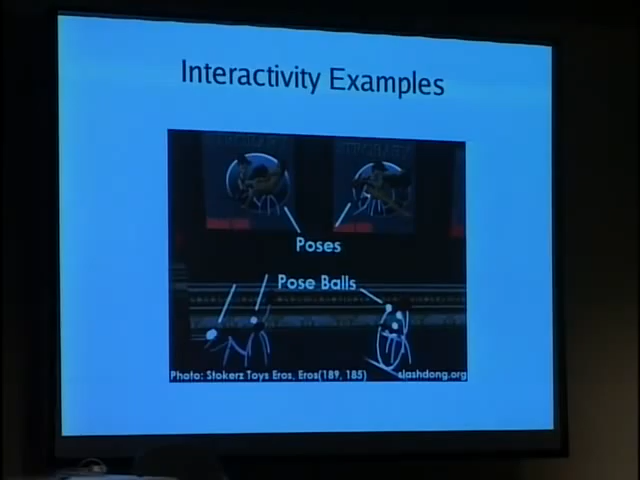 Interactivity Examples
Poses
Pose Balls
Photo: Stokerz Toys Eros, Eros(189, 185)
slashdong.org